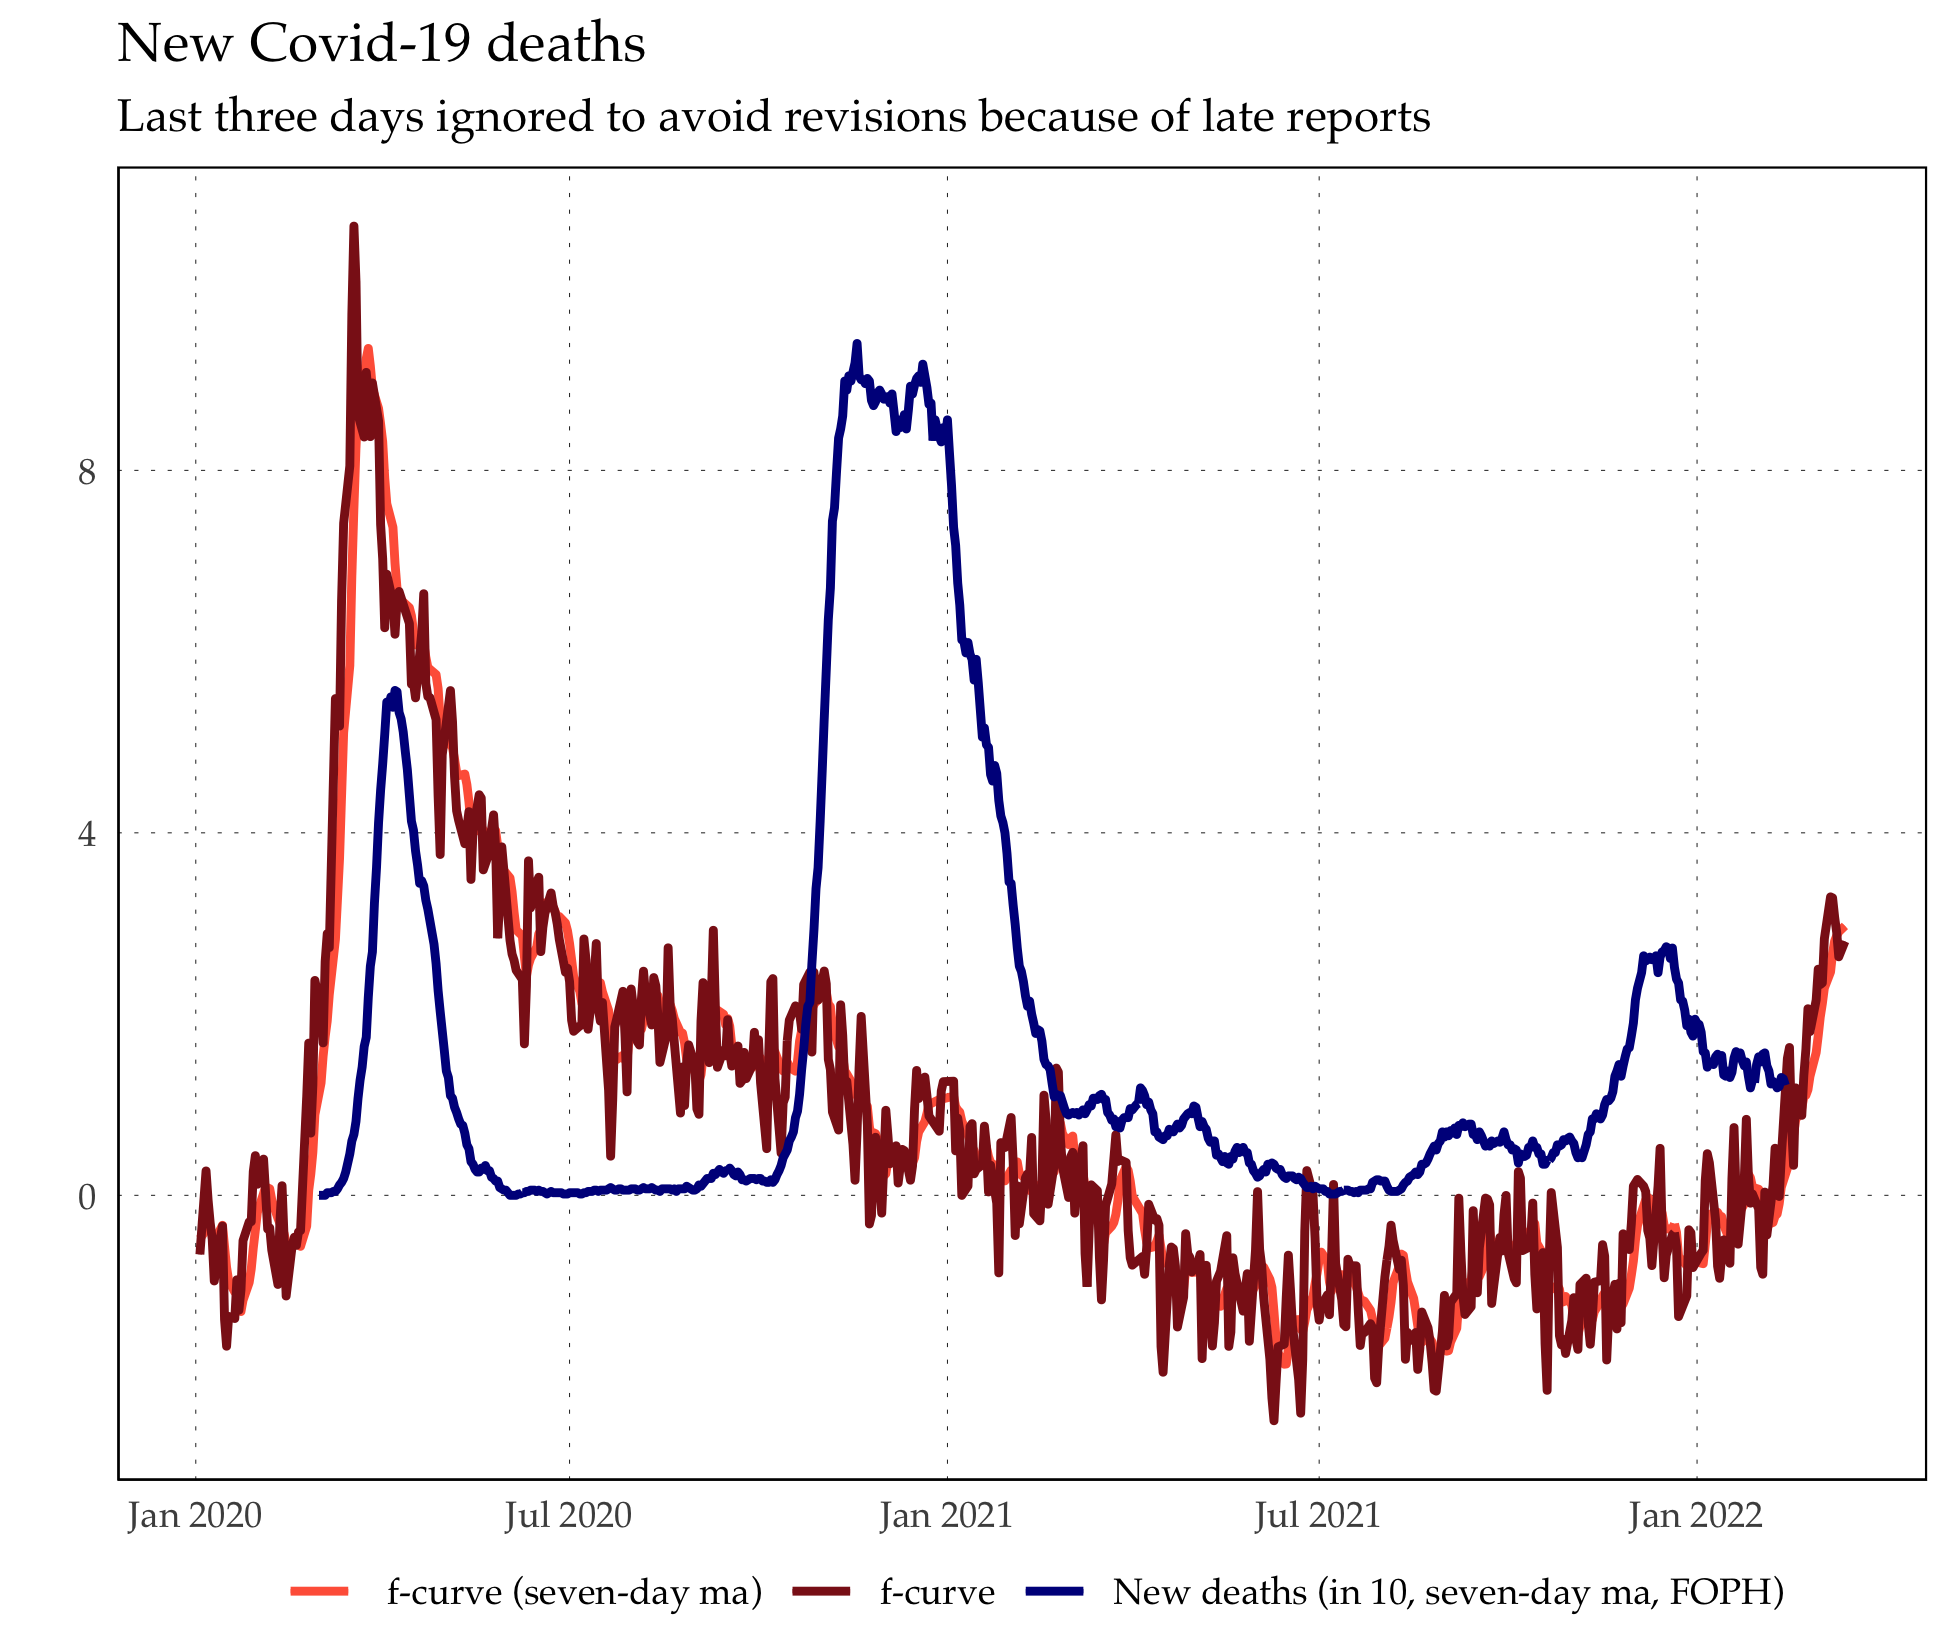 New Covid-19 deaths
Last three days ignored to avoid revisions because of late reports
8
4
0
Jan 2020 Jul 2020 Jan 2021 Jul 2021 Jan 2022
f-curve (seven-day ma) f-curve New deaths (in 10, seven-day ma, FOPH)